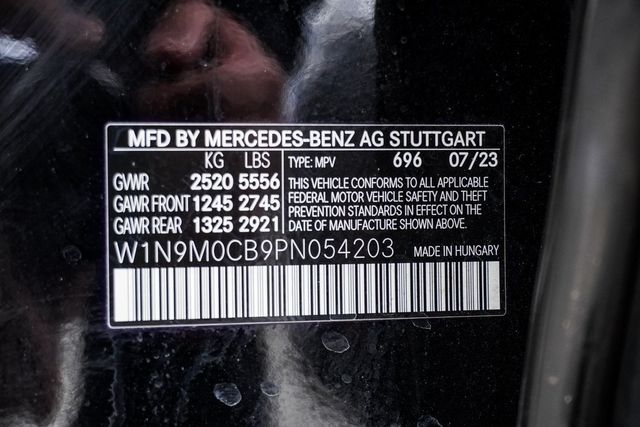 MFD BY MERCEDES-BENZ AG STUTTGART
KG LBS
GVWR 2520 5556
GAWR FRONT 1245 2745
GAWR REAR 1325 2921
TYPE: MPV 696 07/23
THIS VEHICLE CONFORMS TO ALL APPLICABLE
FEDERAL MOTOR VEHICLE SAFETY AND THEFT
PREVENTION STANDARDS IN EFFECT ON THE
DATE OF MANUFACTURE SHOWN ABOVE.
W1N9M0CB9PN054203 MADE IN HUNGARY